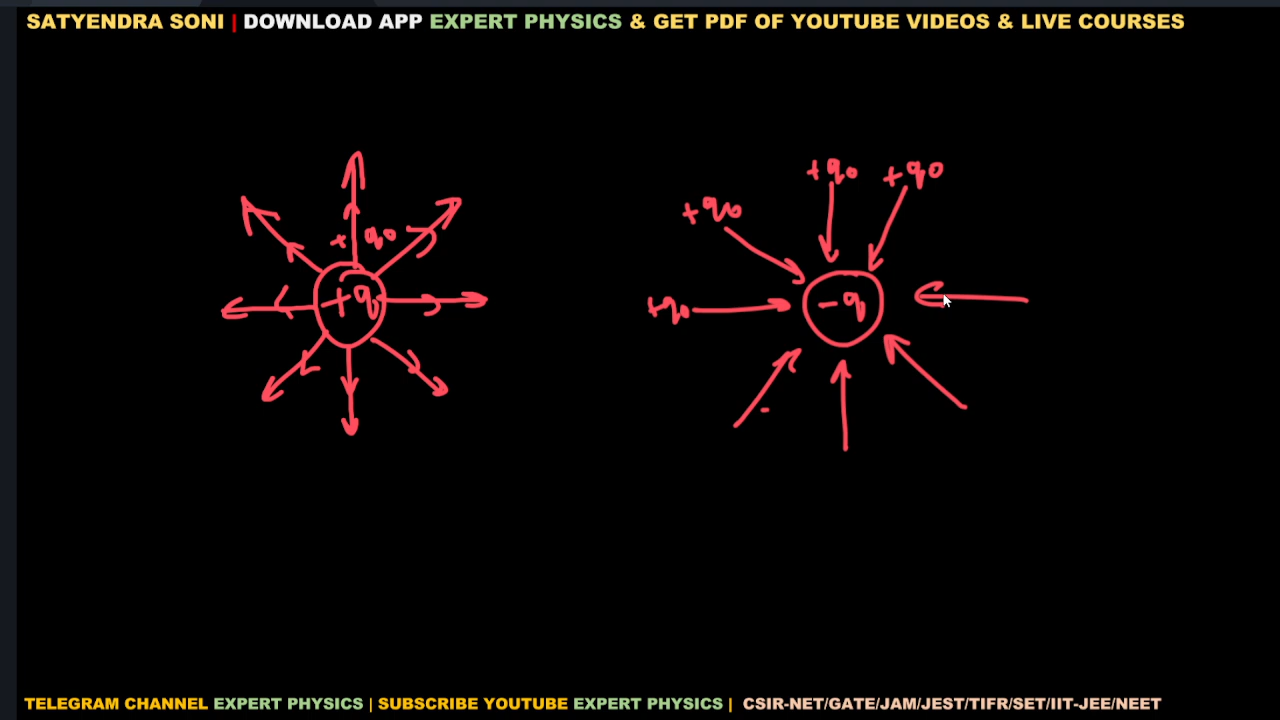 SATYENDRA SONI | DOWNLOAD APP EXPERT PHYSICS & GET PDF OF YOUTUBE VIDEOS & LIVE COURSES
+q₀ +q₀
+q₀
+ q₀
+q
+q₀
-q
TELEGRAM CHANNEL EXPERT PHYSICS | SUBSCRIBE YOUTUBE EXPERT PHYSICS | CSIR-NET/GATE/JAM/JEST/TIFR/SET/IIT-JEE/NEET